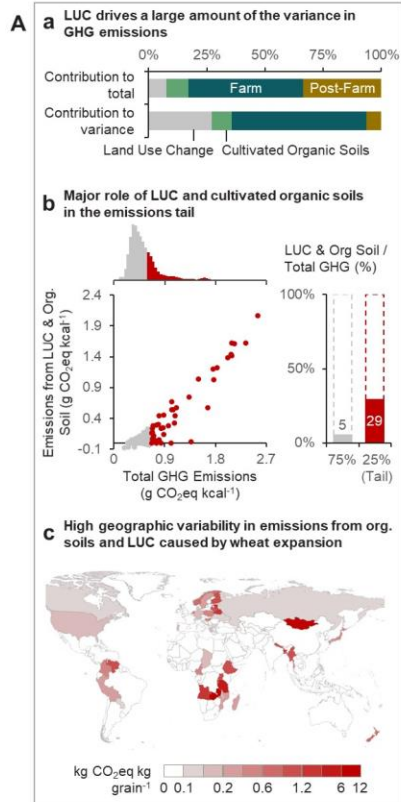 A
a LUC drives a large amount of the variance in
GHG emissions
0% 25% 50% 75% 100%
Contribution to
total
Farm Post-Farm
Contribution to
variance
Land Use Change Cultivated Organic Soils
b Major role of LUC and cultivated organic soils
in the emissions tail
LUC & Org Soil /
Total GHG (%)
Emissions from LUC & Org.
Soil (g CO₂eq kcal⁻¹)
2.4
1.9
1.4
0.9
0.4
-0.1
0 0.9 1.8 2.7
Total GHG Emissions
(g CO₂eq kcal⁻¹)
100%
50%
0%
5 29
75% 25%
(Tail)
c High geographic variability in emissions from org.
soils and LUC caused by wheat expansion
kg CO₂eq kg
grain⁻¹
0 0.1 0.2 0.6 1.2 6 12